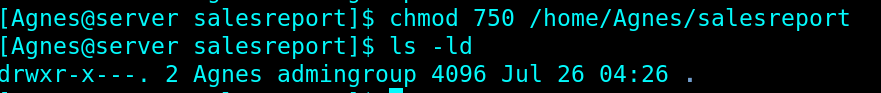 [Agnes@server salesreport]$ chmod 750 /home/Agnes/salesreport
[Agnes@server salesreport]$ ls -ld
drwxr-x---. 2 Agnes admingroup 4096 Jul 26 04:26 .